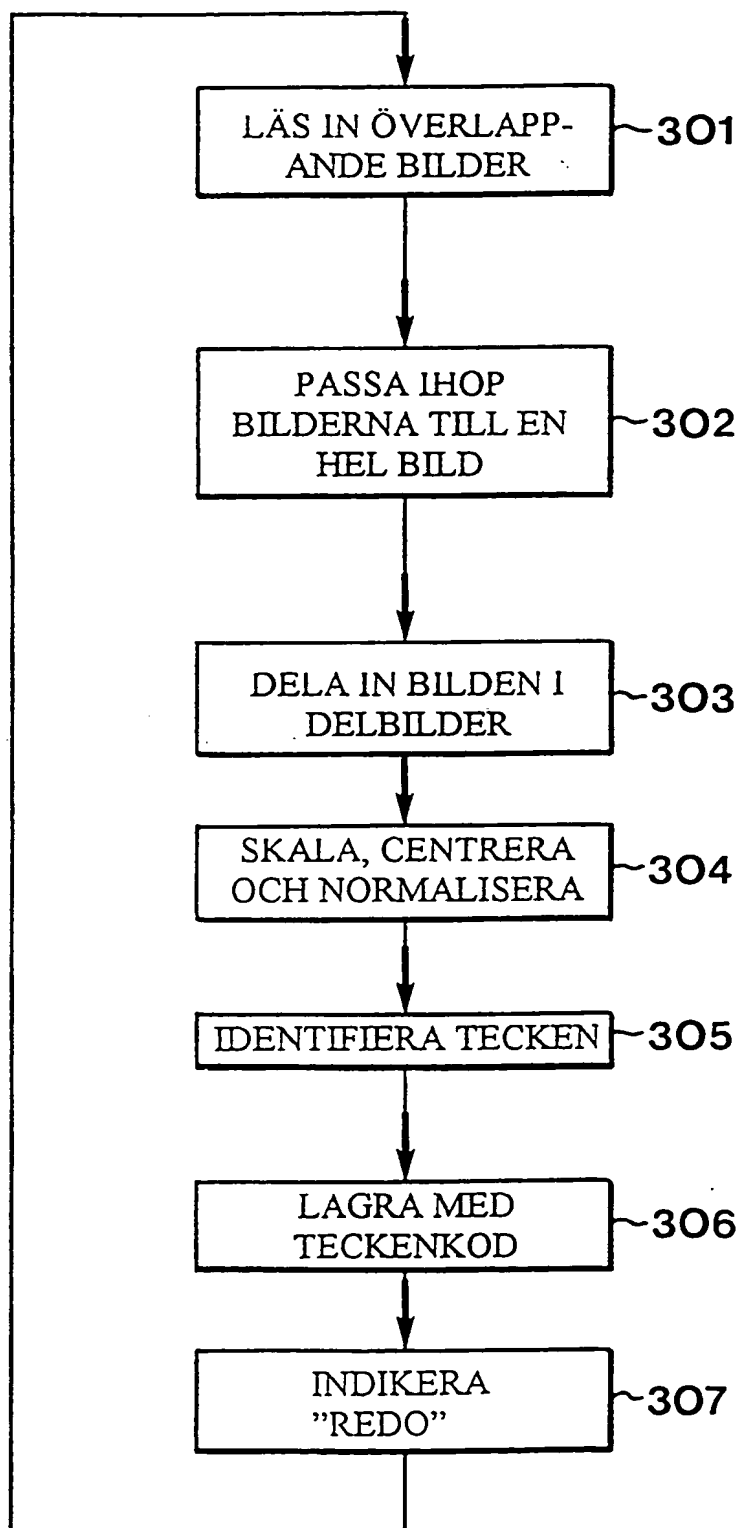 LÄS IN ÖVERLAPP-
ANDE BILDER
301
PASSA IHOP
BILDERNA TILL EN
HEL BILD
302
DELA IN BILDEN I
DELBILDER
303
SKALA, CENTRERA
OCH NORMALISERA
304
IDENTIFIERA TECKEN
305
LAGRA MED
TECKENKOD
306
INDIKERA
”REDO”
307